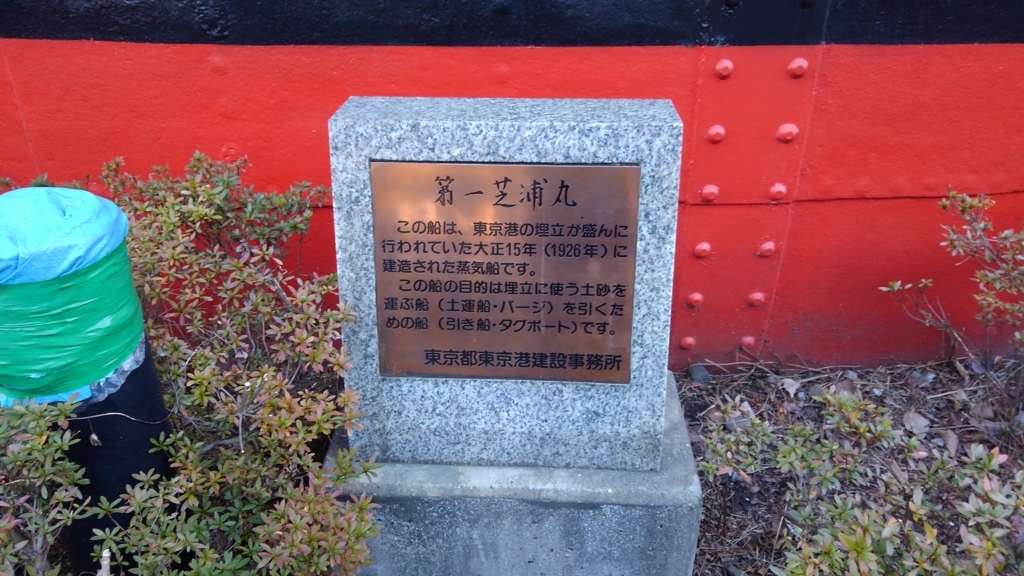 第一芝浦丸
この船は、東京港の埋立が盛んに
行われていた大正15年(1926年)に
建造された蒸気船です。
この船の目的は埋立に使う土砂を
運ぶ船(土運船・バージ)を引くた
めの船(引き船・タグボート)です。
東京都東京港建設事務所